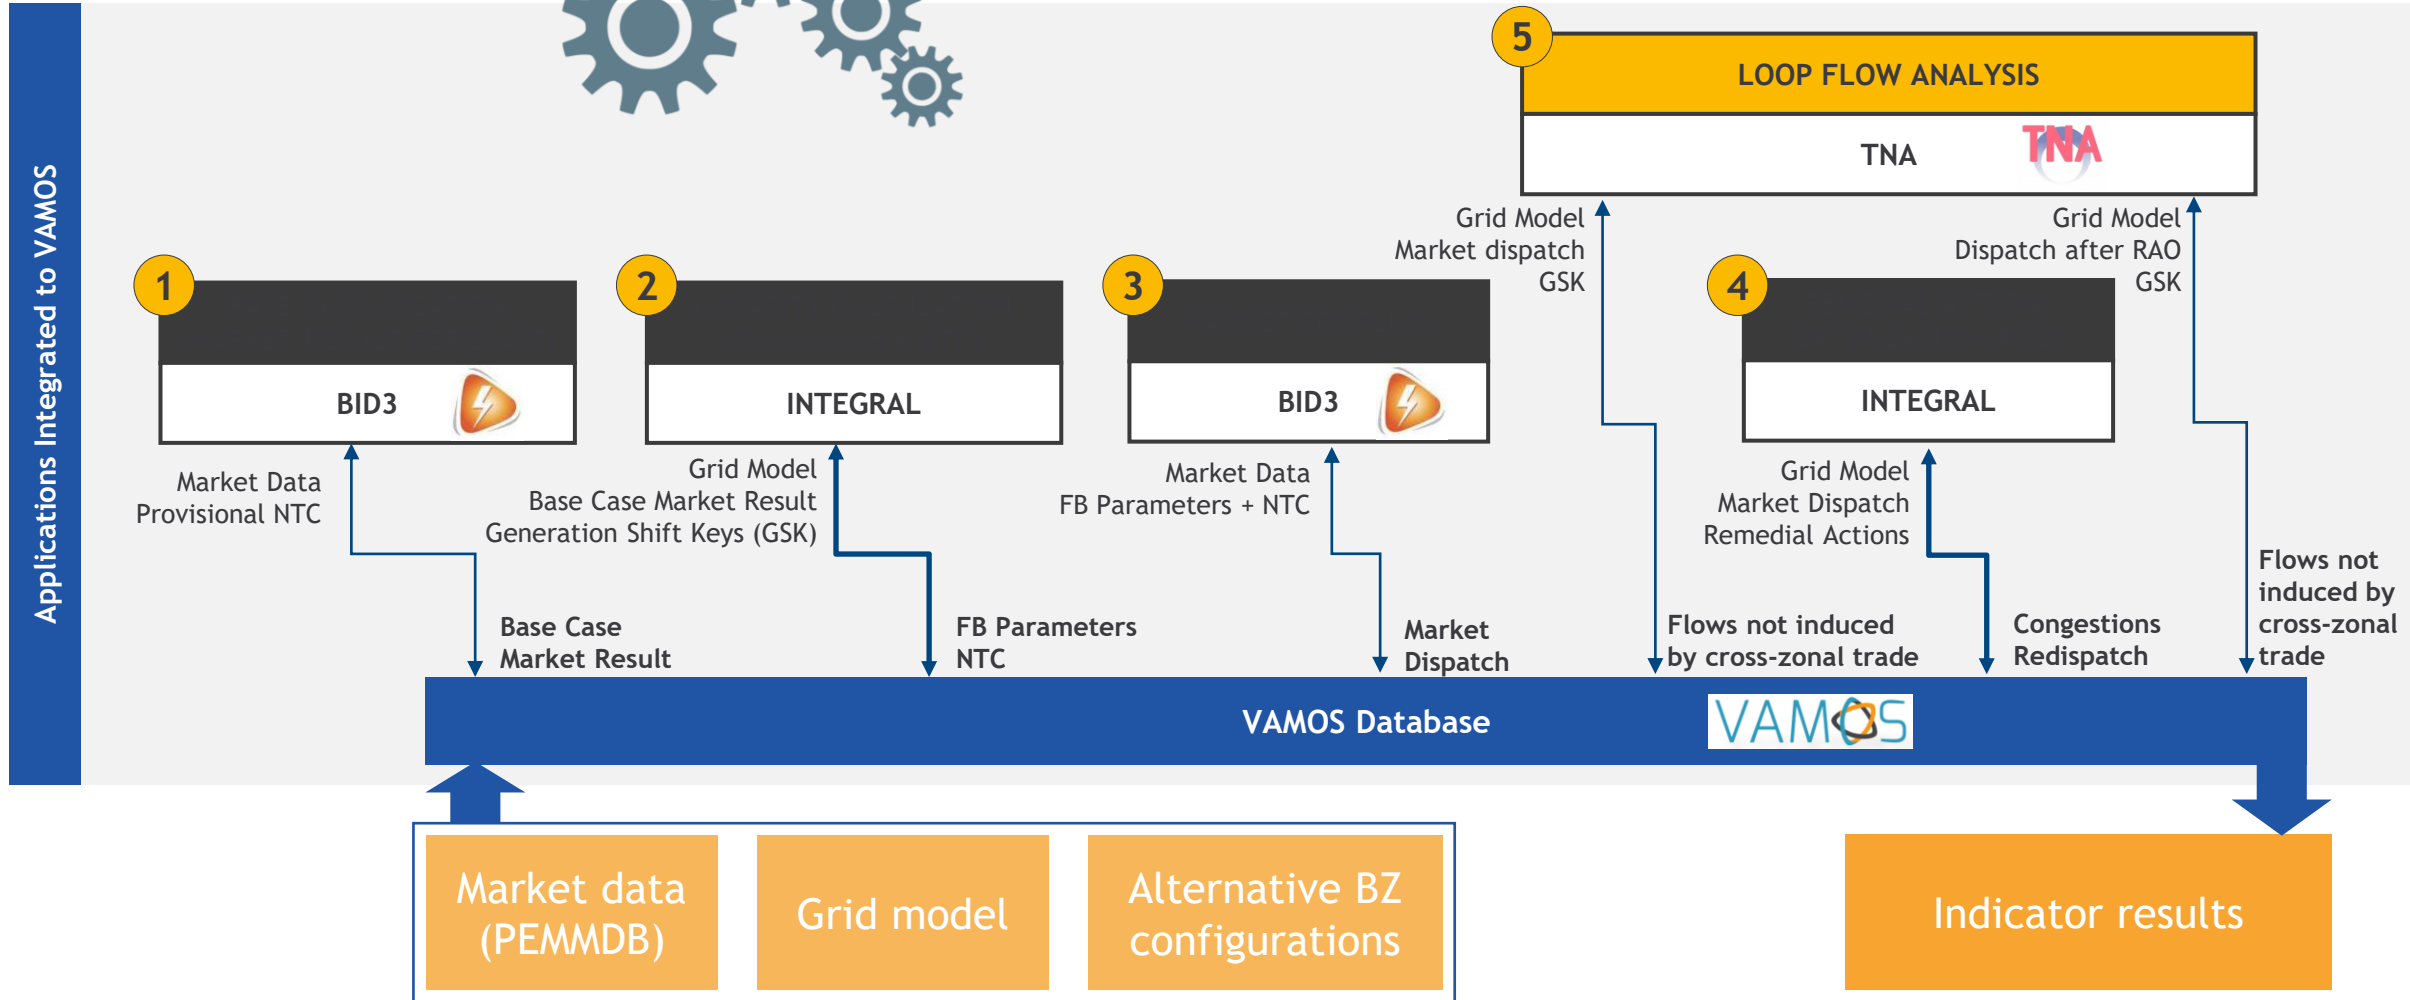 Applications Integrated to VAMOS
5
LOOP FLOW ANALYSIS
TNA
TNA
Grid Model
Market dispatch
GSK
Grid Model
Dispatch after RAO
GSK
1
BID3
2
INTEGRAL
3
BID3
4
INTEGRAL
Market Data
Provisional NTC
Grid Model
Base Case Market Result
Generation Shift Keys (GSK)
Market Data
FB Parameters + NTC
Grid Model
Market Dispatch
Remedial Actions
Base Case
Market Result
FB Parameters
NTC
Market
Dispatch
Flows not induced
by cross-zonal trade
Congestions
Redispatch
Flows not
induced by
cross-zonal
trade
VAMOS Database
VAMOS
Market data
(PEMMDB)
Grid model
Alternative BZ
configurations
Indicator results